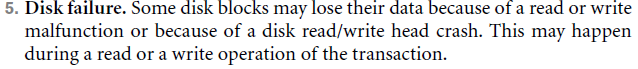 5. Disk failure. Some disk blocks may lose their data because of a read or write
malfunction or because of a disk read/write head crash. This may happen
during a read or a write operation of the transaction.